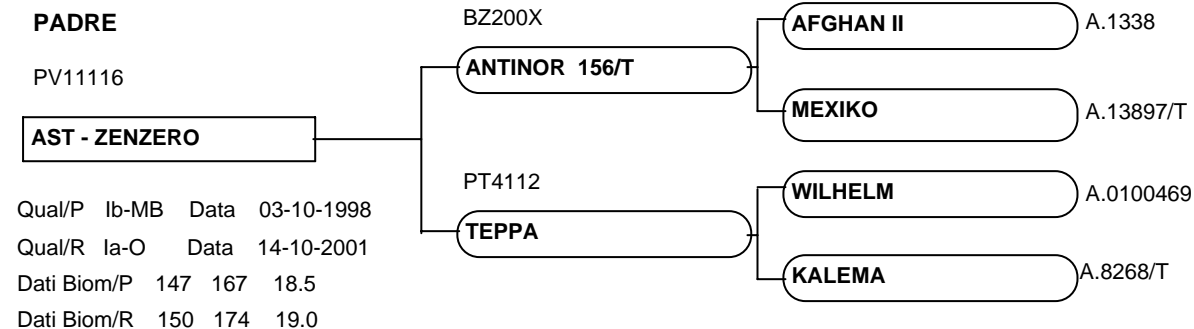 PADRE
PV11116
AST - ZENZERO
Qual/P Ib-MB Data 03-10-1998
Qual/R Ia-O Data 14-10-2001
Dati Biom/P 147 167 18.5
Dati Biom/R 150 174 19.0
BZ200X
ANTINOR 156/T
PT4112
TEPPA
AFGHAN II A.1338
MEXIKO A.13897/T
WILHELM A.0100469
KALEMA A.8268/T